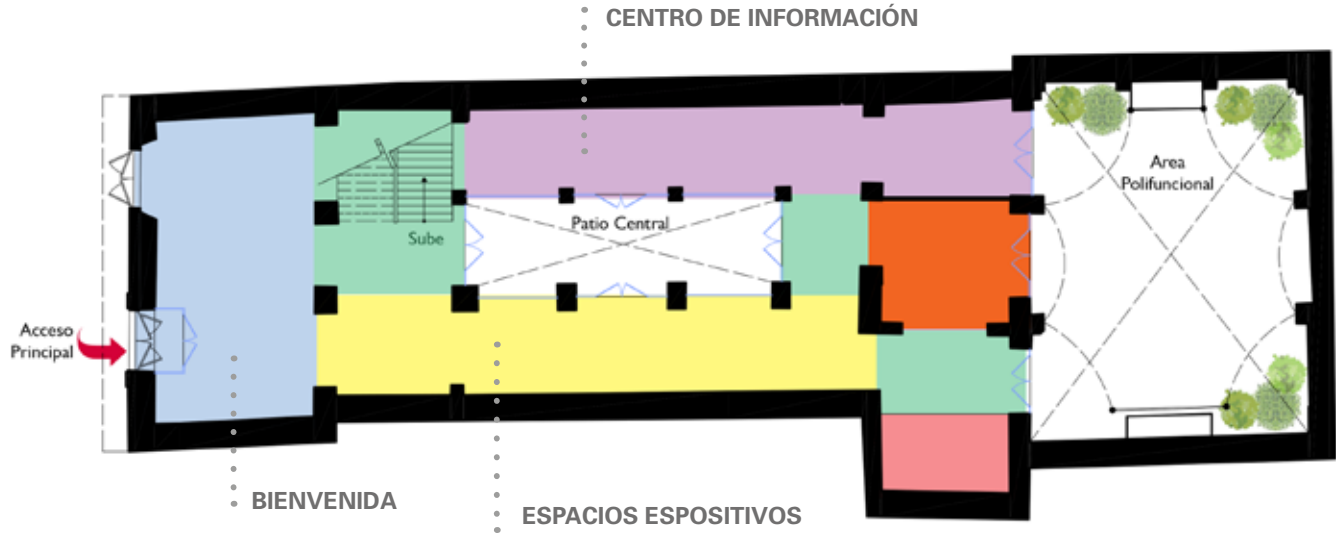 CENTRO DE INFORMACIÓN
Area
Polifuncional
Patio Central
Sube
Acceso
Principal
BIENVENIDA
ESPACIOS ESPOSITIVOS